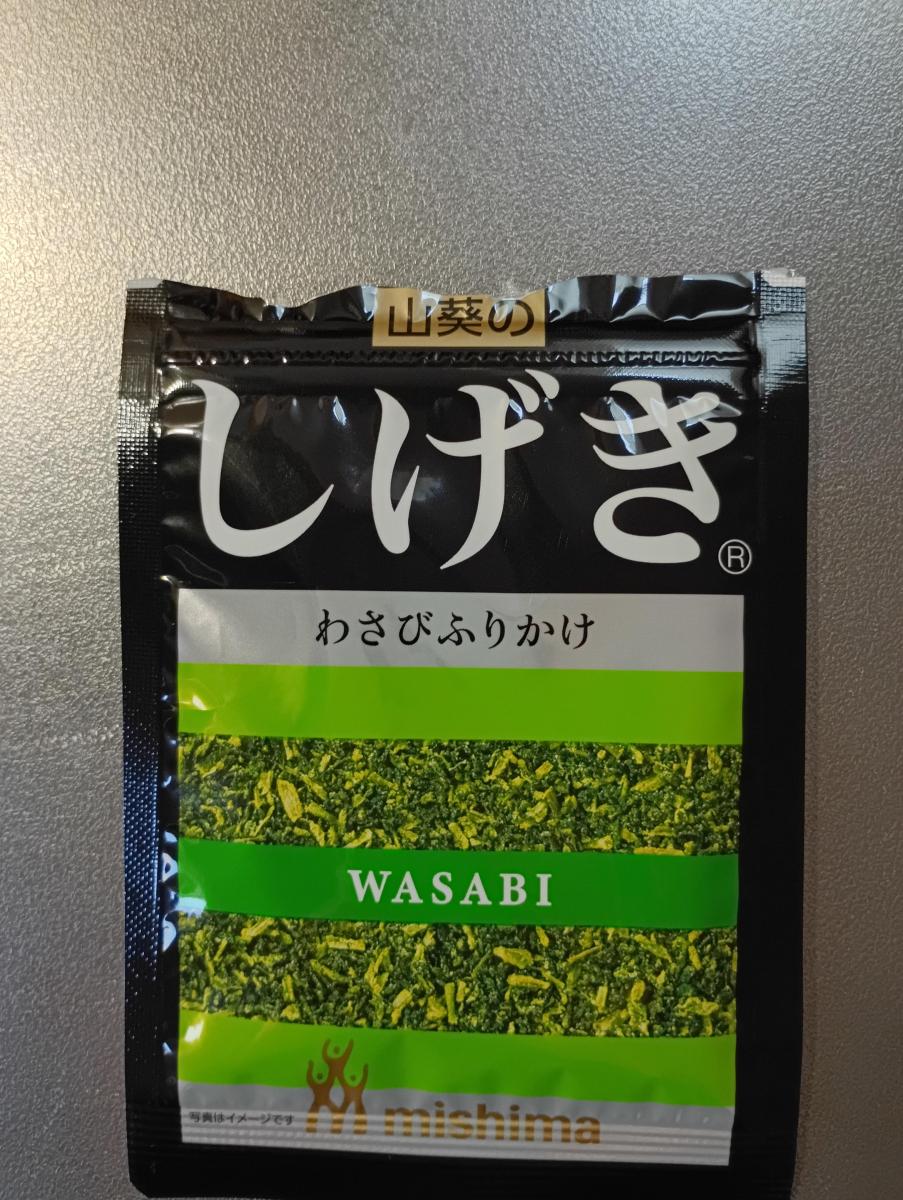 山葵の
しげき®
わさびふりかけ
WASABI
写真はイメージです
mishima